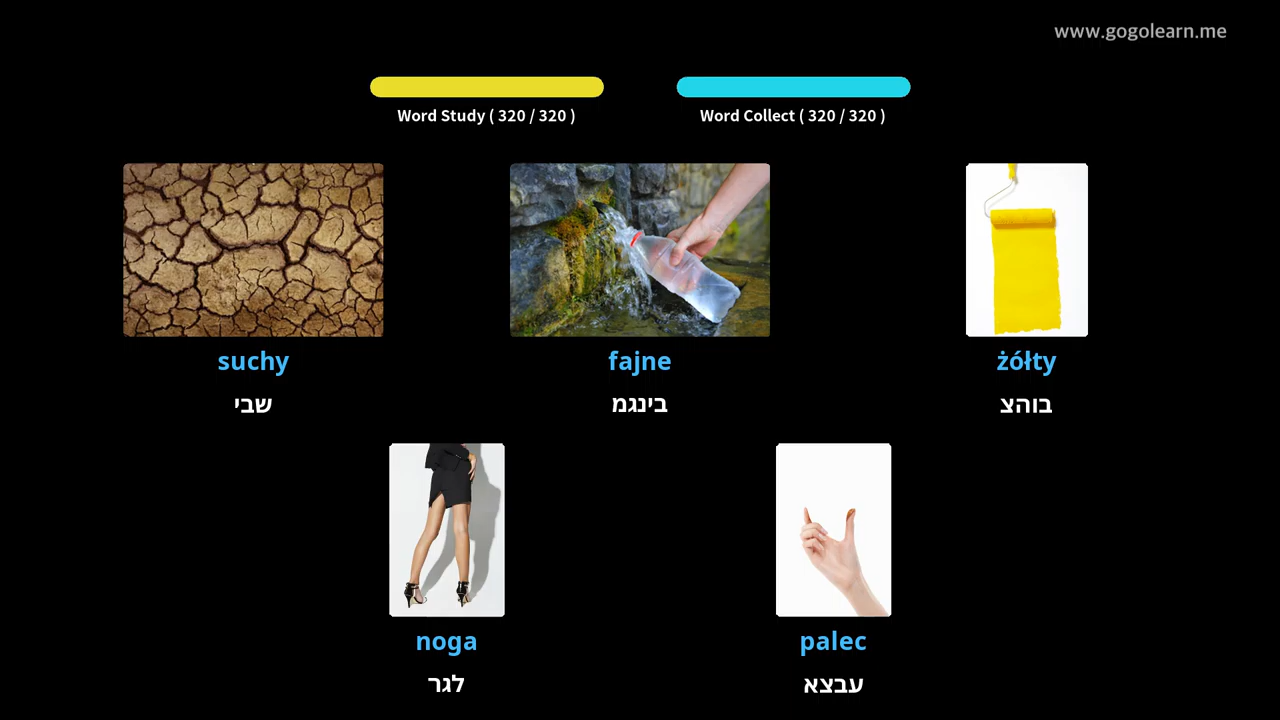 www.gogolearn.me
Word Study ( 320 / 320 )
Word Collect ( 320 / 320 )
suchy
שבי
fajne
בינגמ
żółty
בוהצ
noga
לגר
palec
עבצא